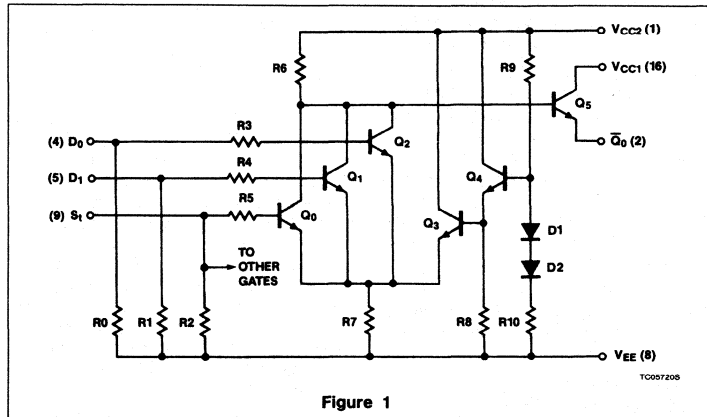 VCC2 (1)
R6
R9
VCC1 (16)
Q5
R3
(4) D0
Q2
Q̅0 (2)
R4
(5) D1
Q1
Q4
R5
(9) St
Q0
Q3
D1
TO
OTHER
GATES
D2
R0
R1
R2
R7
R8
R10
VEE (8)
TC05720S
Figure 1